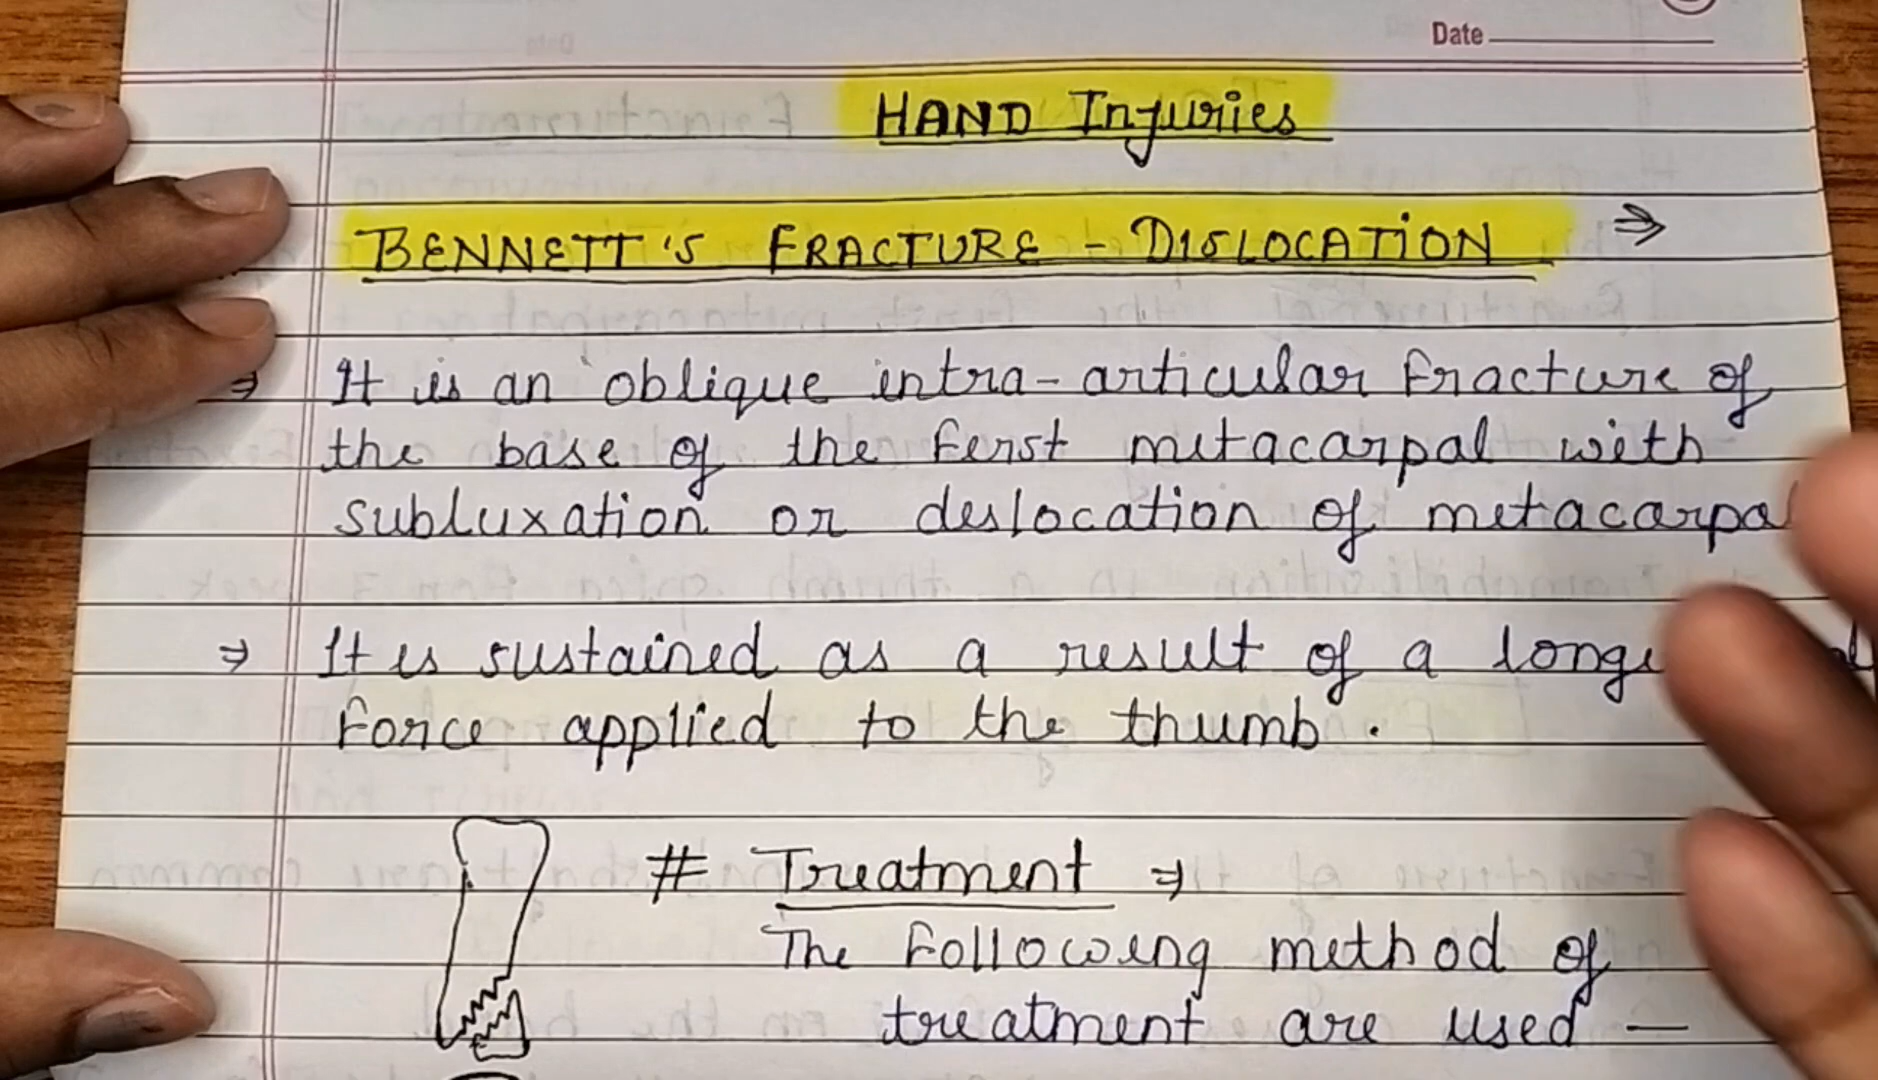 Date
HAND Injuries
BENNETT'S FRACTURE - DISLOCATION ⇒
⇒ It is an oblique intra-articular fracture of
the base of the first metacarpal with
subluxation or dislocation of metacarpal
⇒ It is sustained as a result of a
force applied to the thumb.
# Treatment ⇒
The following method of
treatment are used —